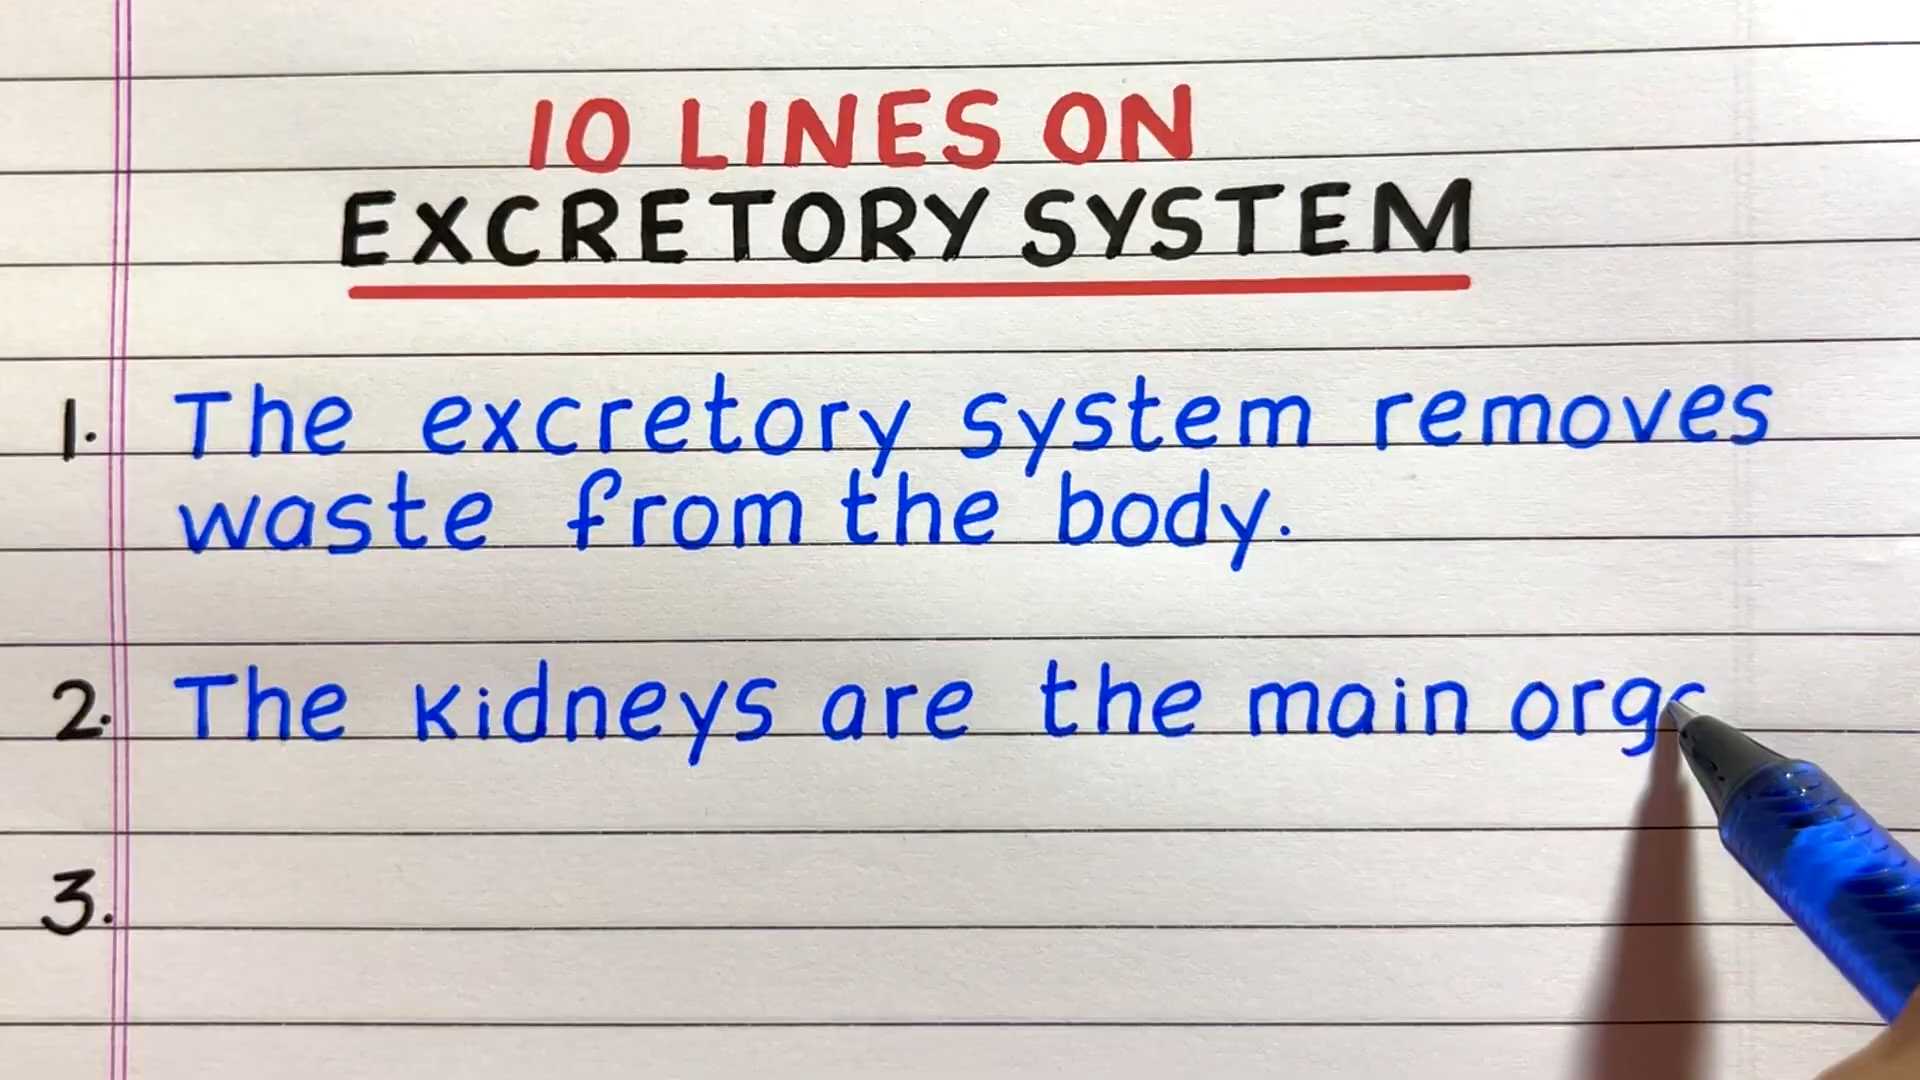 10 LINES ON
EXCRETORY SYSTEM
1. The excretory system removes
waste from the body.
2. The kidneys are the main
3.